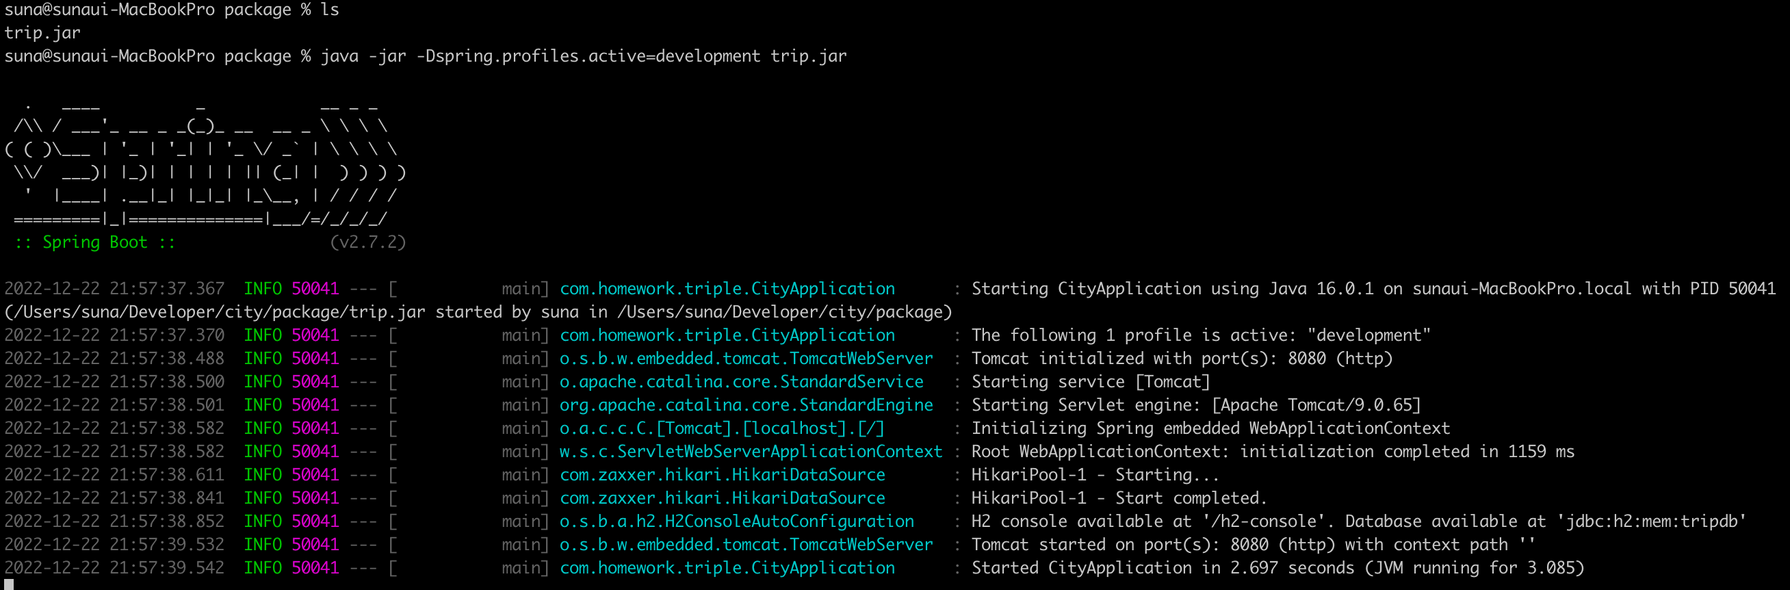 suna@sunaui-MacBookPro package % ls
trip.jar
suna@sunaui-MacBookPro package % java -jar -Dspring.profiles.active=development trip.jar

  .   ____          _            __ _ _
 /\\ / ___'_ __ _ _(_)_ __  __ _ \ \ \ \
( ( )\___ | '_ | '_| | '_ \/ _` | \ \ \ \
 \\/  ___)| |_)| | | | | || (_| |  ) ) ) )
  '  |____| .__|_| |_|_| |_\__, | / / / /
 =========|_|==============|___/=/_/_/_/
 :: Spring Boot ::                (v2.7.2)

2022-12-22 21:57:37.367  INFO 50041 --- [           main] com.homework.triple.CityApplication      : Starting CityApplication using Java 16.0.1 on sunaui-MacBookPro.local with PID 50041
(/Users/suna/Developer/city/package/trip.jar started by suna in /Users/suna/Developer/city/package)
2022-12-22 21:57:37.370  INFO 50041 --- [           main] com.homework.triple.CityApplication      : The following 1 profile is active: "development"
2022-12-22 21:57:38.488  INFO 50041 --- [           main] o.s.b.w.embedded.tomcat.TomcatWebServer  : Tomcat initialized with port(s): 8080 (http)
2022-12-22 21:57:38.500  INFO 50041 --- [           main] o.apache.catalina.core.StandardService   : Starting service [Tomcat]
2022-12-22 21:57:38.501  INFO 50041 --- [           main] org.apache.catalina.core.StandardEngine  : Starting Servlet engine: [Apache Tomcat/9.0.65]
2022-12-22 21:57:38.582  INFO 50041 --- [           main] o.a.c.c.C.[Tomcat].[localhost].[/]       : Initializing Spring embedded WebApplicationContext
2022-12-22 21:57:38.582  INFO 50041 --- [           main] w.s.c.ServletWebServerApplicationContext : Root WebApplicationContext: initialization completed in 1159 ms
2022-12-22 21:57:38.611  INFO 50041 --- [           main] com.zaxxer.hikari.HikariDataSource       : HikariPool-1 - Starting...
2022-12-22 21:57:38.841  INFO 50041 --- [           main] com.zaxxer.hikari.HikariDataSource       : HikariPool-1 - Start completed.
2022-12-22 21:57:38.852  INFO 50041 --- [           main] o.s.b.a.h2.H2ConsoleAutoConfiguration    : H2 console available at '/h2-console'. Database available at 'jdbc:h2:mem:tripdb'
2022-12-22 21:57:39.532  INFO 50041 --- [           main] o.s.b.w.embedded.tomcat.TomcatWebServer  : Tomcat started on port(s): 8080 (http) with context path ''
2022-12-22 21:57:39.542  INFO 50041 --- [           main] com.homework.triple.CityApplication      : Started CityApplication in 2.697 seconds (JVM running for 3.085)